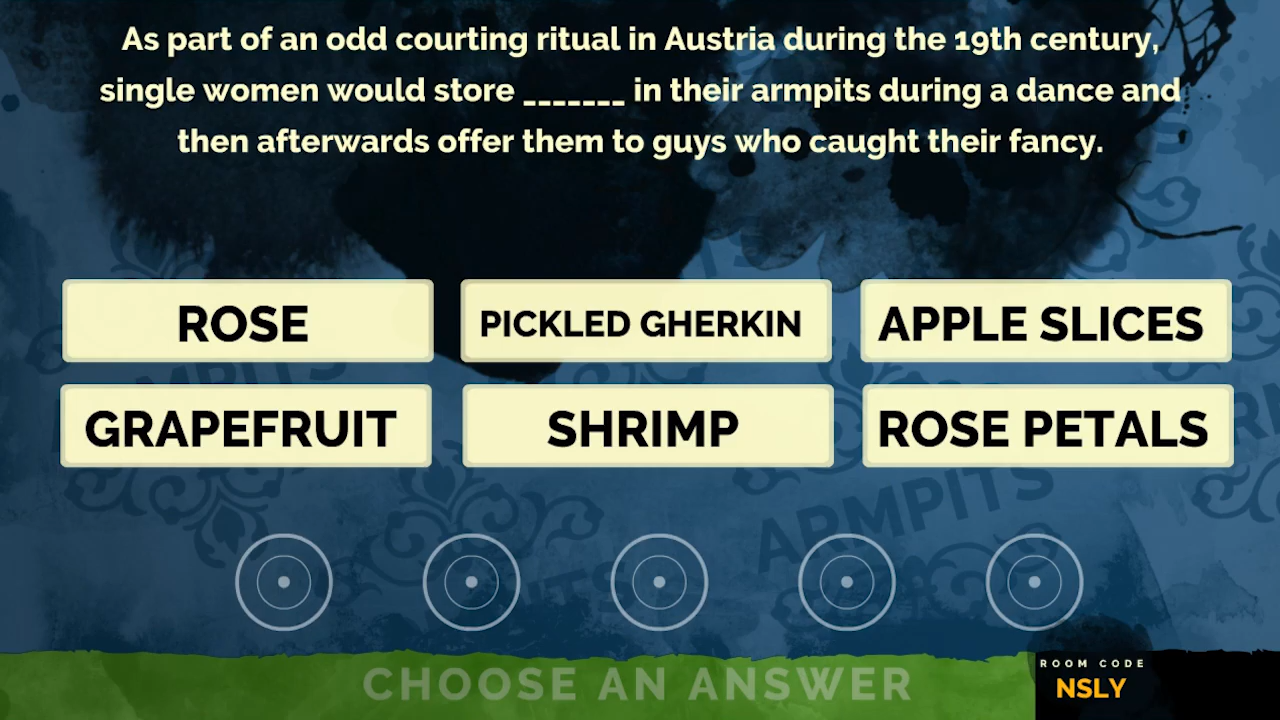 As part of an odd courting ritual in Austria during the 19th century,
single women would store _______ in their armpits during a dance and
then afterwards offer them to guys who caught their fancy.
ROSE
PICKLED GHERKIN
APPLE SLICES
GRAPEFRUIT
SHRIMP
ROSE PETALS
ARMPITS
CHOOSE AN ANSWER
ROOM CODE
NSLY